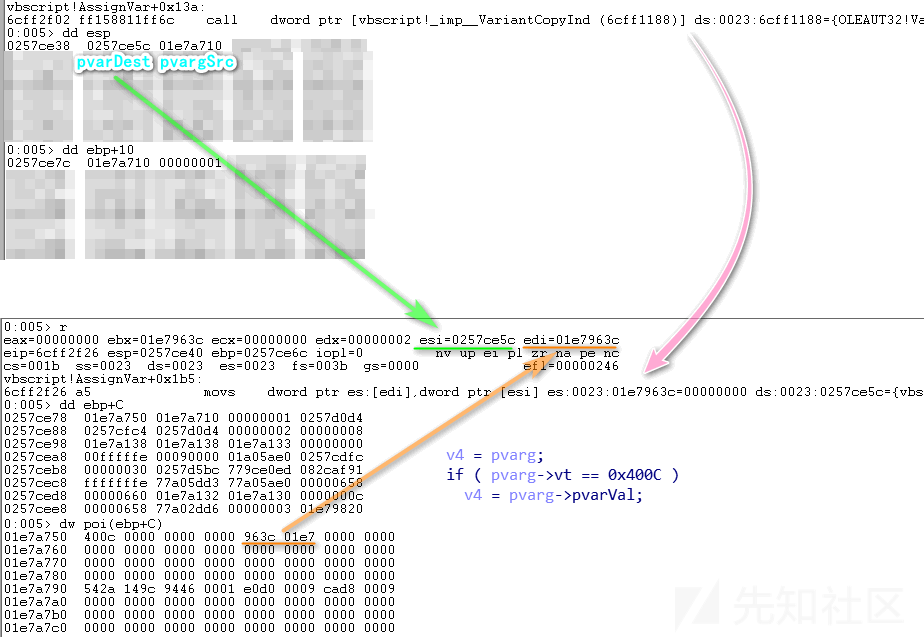 vbscript!AssignVar+0x13a:
6cff2f02 ff158811ff6c    call    dword ptr [vbscript!_imp__VariantCopyInd (6cff1188)] ds:0023:6cff1188={OLEAUT32!Va
0:005> dd esp
0257ce38  0257ce5c 01e7a710
pvarDest pvargSrc
0:005> dd ebp+10
0257ce7c  01e7a710 00000001
0:005> r
eax=00000000 ebx=01e7963c ecx=00000000 edx=00000002 esi=0257ce5c edi=01e7963c
eip=6cff2f26 esp=0257ce40 ebp=0257ce6c iopl=0         nv up ei pl zr na pe nc
cs=001b  ss=0023  ds=0023  es=0023  fs=003b  gs=0000             efl=00000246
vbscript!AssignVar+0x1b5:
6cff2f26 a5              movs    dword ptr es:[edi],dword ptr [esi] es:0023:01e7963c=00000000 ds:0023:0257ce5c={vbs
0:005> dd ebp+C
0257ce78  01e7a750 01e7a710 00000001 0257d0d4
0257ce88  0257cfc4 0257d0d4 00000002 00000008
0257ce98  01e7a138 01e7a138 01e7a133 00000000
0257cea8  00fffffe 00090000 01a05ae0 0257cdfc
0257ceb8  00000030 0257d5bc 779ce0ed 082caf91
0257cec8  fffffffe 77a05dd3 77a05ae0 00000658
0257ced8  00000660 01e7a132 01e7a130 0000000c
0257cee8  00000658 77a02dd6 00000003 01e79820
0:005> dw poi(ebp+C)
01e7a750  400c 0000 0000 0000 963c 01e7 0000 0000
01e7a760  0000 0000 0000 0000 0000 0000 0000 0000
01e7a770  0000 0000 0000 0000 0000 0000 0000 0000
01e7a780  0000 0000 0000 0000 0000 0000 0000 0000
01e7a790  542a 149c 9446 0001 e0d0 0009 cad8 0009
01e7a7a0  0000 0000 0000 0000 0000 0000 0000 0000
01e7a7b0  0000 0000 0000 0000 0000 0000 0000 0000
01e7a7c0  0000 0000 0000 0000 0000 0000 0000 0000
v4 = pvarg;
if ( pvarg->vt == 0x400C )
v4 = pvarg->pvarVal;
先知社区